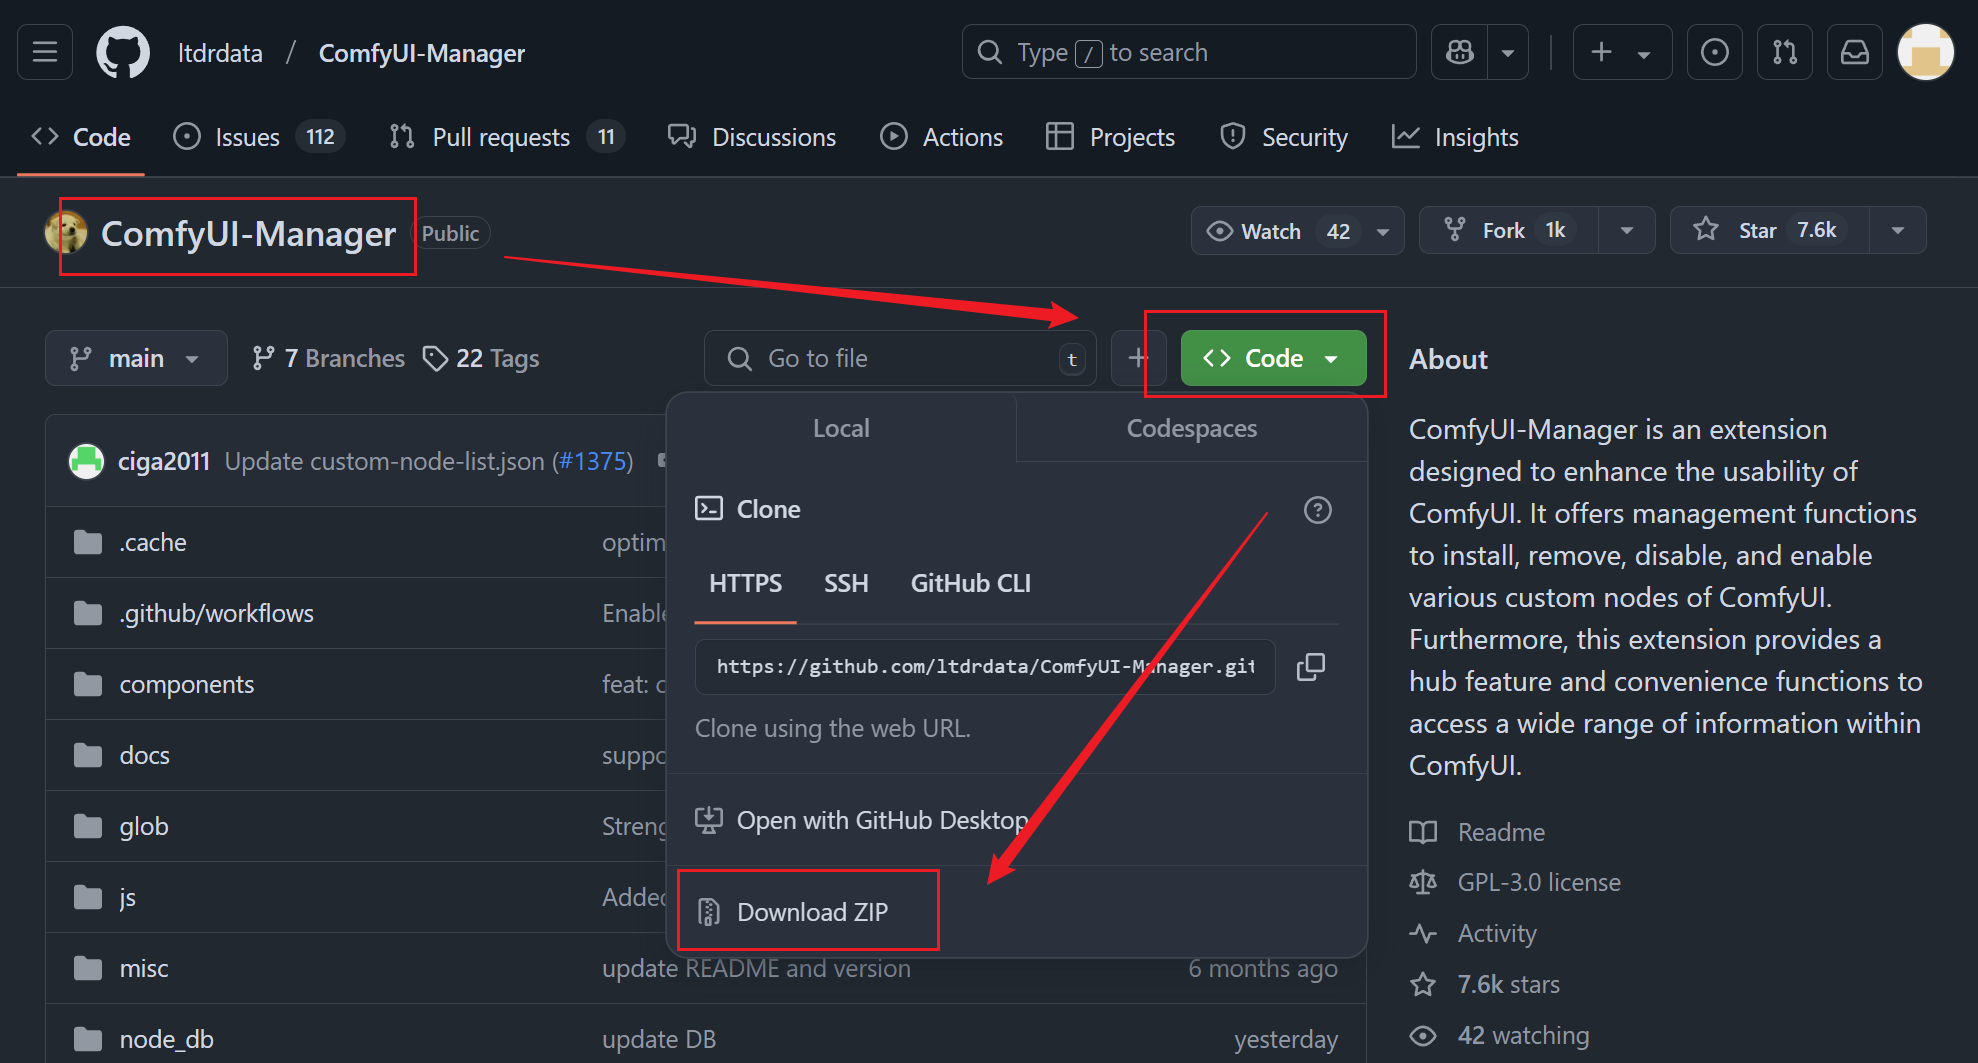 ltdrdata / ComfyUI-Manager
Type / to search
Code
Issues 112
Pull requests 11
Discussions
Actions
Projects
Security
Insights
ComfyUI-Manager Public
Watch 42
Fork 1k
Star 7.6k
main
7 Branches
22 Tags
Go to file t
Code
About
ComfyUI-Manager is an extension
designed to enhance the usability of
ComfyUI. It offers management functions
to install, remove, disable, and enable
various custom nodes of ComfyUI.
Furthermore, this extension provides a
hub feature and convenience functions to
access a wide range of information within
ComfyUI.
Readme
GPL-3.0 license
Activity
7.6k stars
42 watching
Local
Codespaces
Clone
HTTPS
SSH
GitHub CLI
https://github.com/ltdrdata/ComfyUI-Manager.git
Clone using the web URL.
Open with GitHub Desktop
Download ZIP
ciga2011 Update custom-node-list.json (#1375)
.cache optim
.github/workflows Enable
components feat: c
docs suppo
glob Streng
js Added
misc update README and version 6 months ago
node_db update DB yesterday